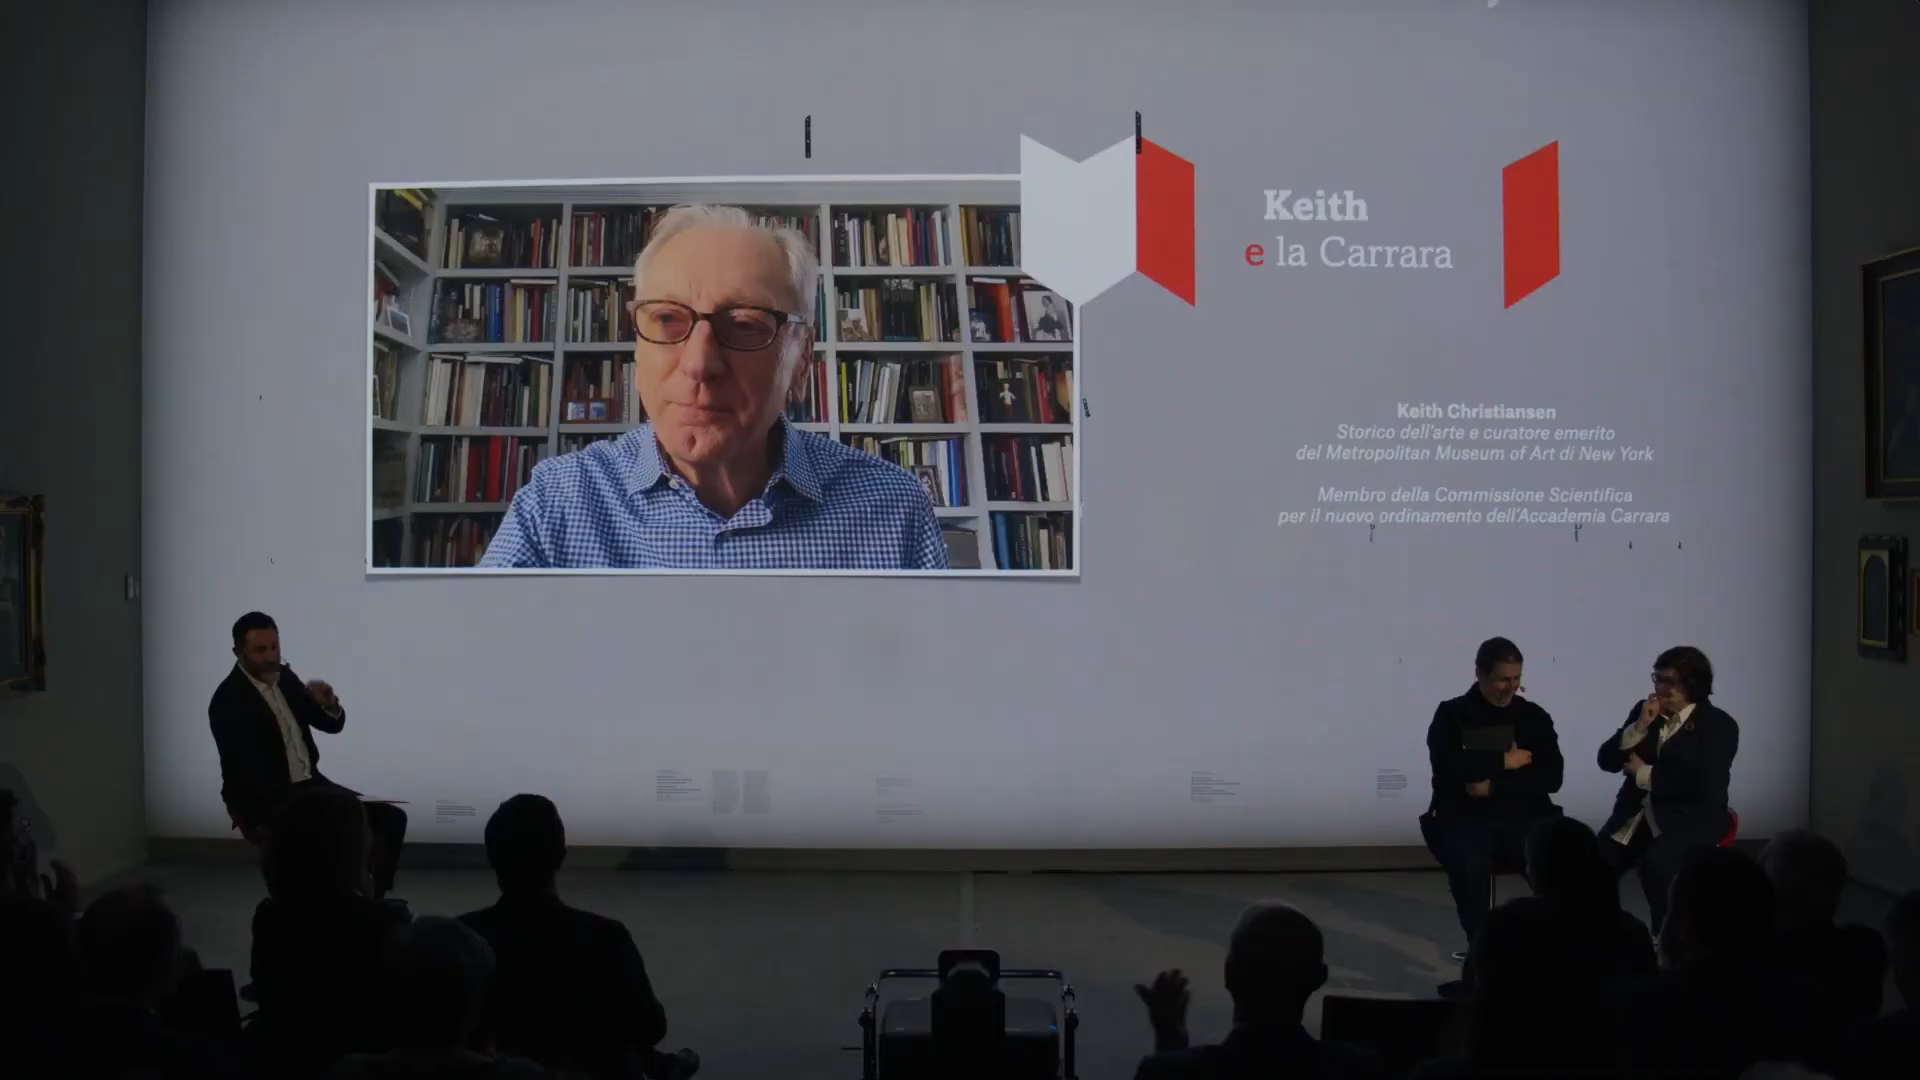 Keith
e la Carrara
Keith Christiansen
Storico dell'arte e curatore emerito
del Metropolitan Museum of Art di New York
Membro della Commissione Scientifica
per il nuovo ordinamento dell'Accademia Carrara